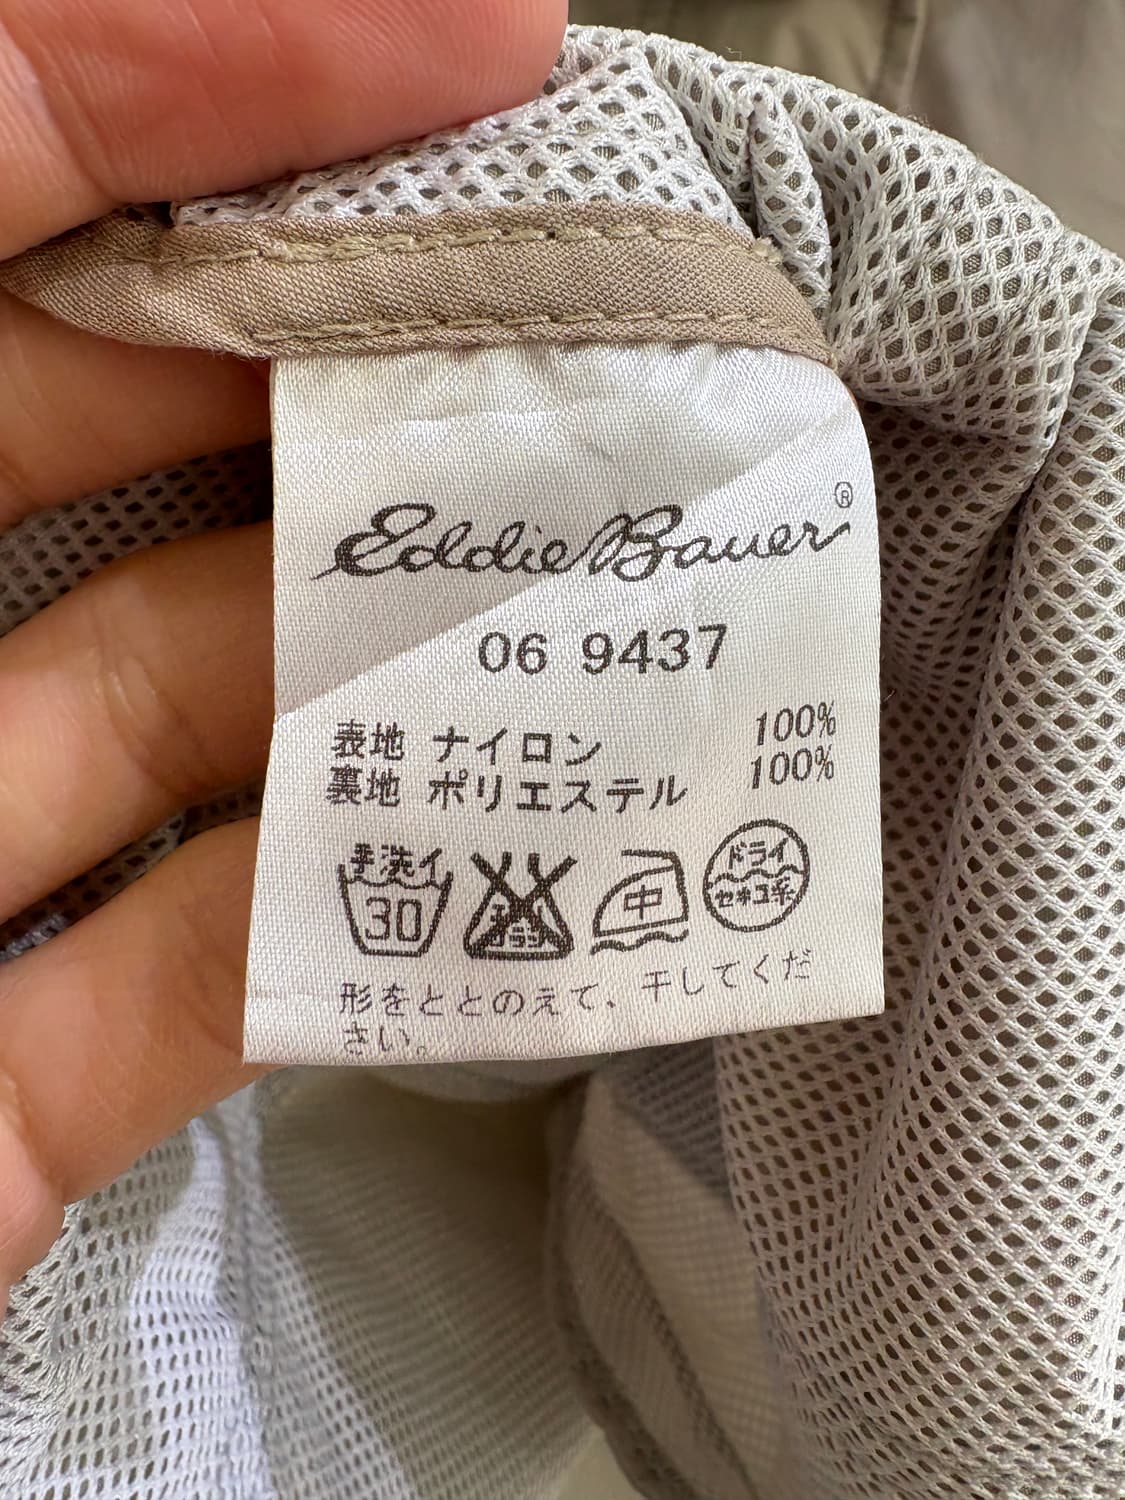 Eddie Bauer®
06 9437
表地 ナイロン 100%
裏地 ポリエステル 100%
手洗イ
30
中
ドライ
セキユ系
形をととのえて、干してくだ
さい。